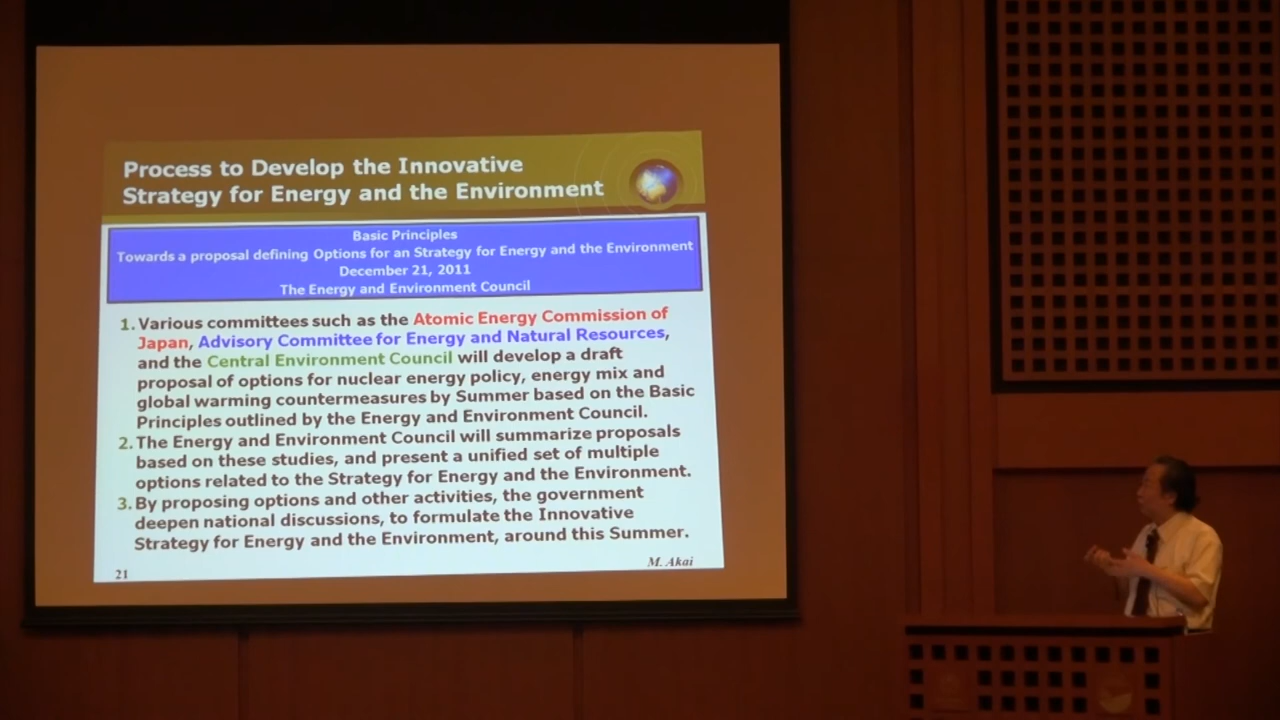 Process to Develop the Innovative
Strategy for Energy and the Environment
Basic Principles
Towards a proposal defining Options for an Strategy for Energy and the Environment
December 21, 2011
The Energy and Environment Council
1. Various committees such as the Atomic Energy Commission of
Japan, Advisory Committee for Energy and Natural Resources,
and the Central Environment Council will develop a draft
proposal of options for nuclear energy policy, energy mix and
global warming countermeasures by Summer based on the Basic
Principles outlined by the Energy and Environment Council.
2. The Energy and Environment Council will summarize proposals
based on these studies, and present a unified set of multiple
options related to the Strategy for Energy and the Environment.
3. By proposing options and other activities, the government
deepen national discussions, to formulate the Innovative
Strategy for Energy and the Environment, around this Summer.
21
M. Akai